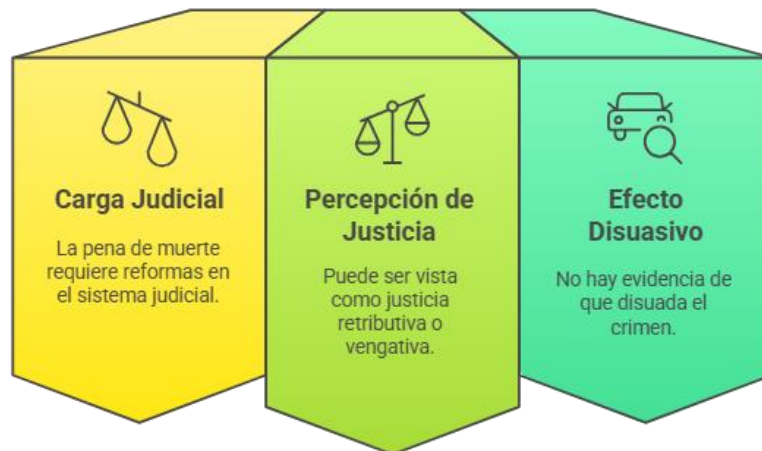 Carga Judicial
La pena de muerte
requiere reformas en
el sistema judicial.
Percepción de
Justicia
Puede ser vista
como justicia
retributiva o
vengativa.
Efecto
Disuasivo
No hay evidencia de
que disuada el
crimen.